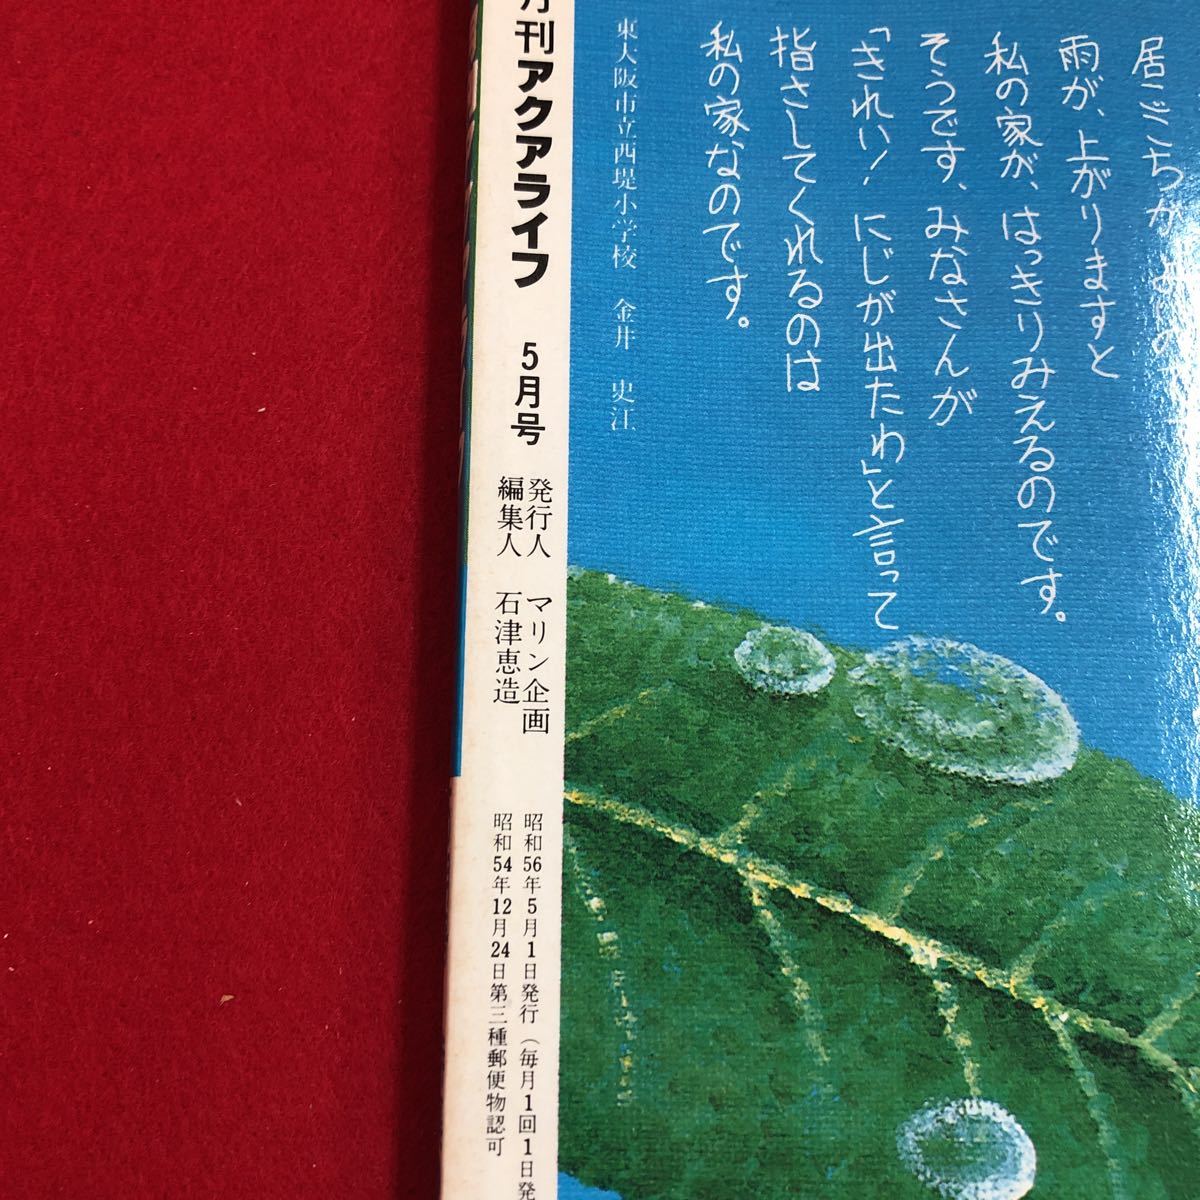 居ごこちが
雨が、上がりますと
私の家が、はっきりみえるのです。
そうです、みなさんが
「きれい！にじが出たわ」と言って
指さしてくれるのは
私の家なのです。
東大阪市立西堤小学校　金井　史江
月刊アクアライフ　5月号
発行人　マリン企画
編集人　石津恵造
昭和56年5月1日発行（毎月1回1日発
昭和54年12月24日第三種郵便物認可